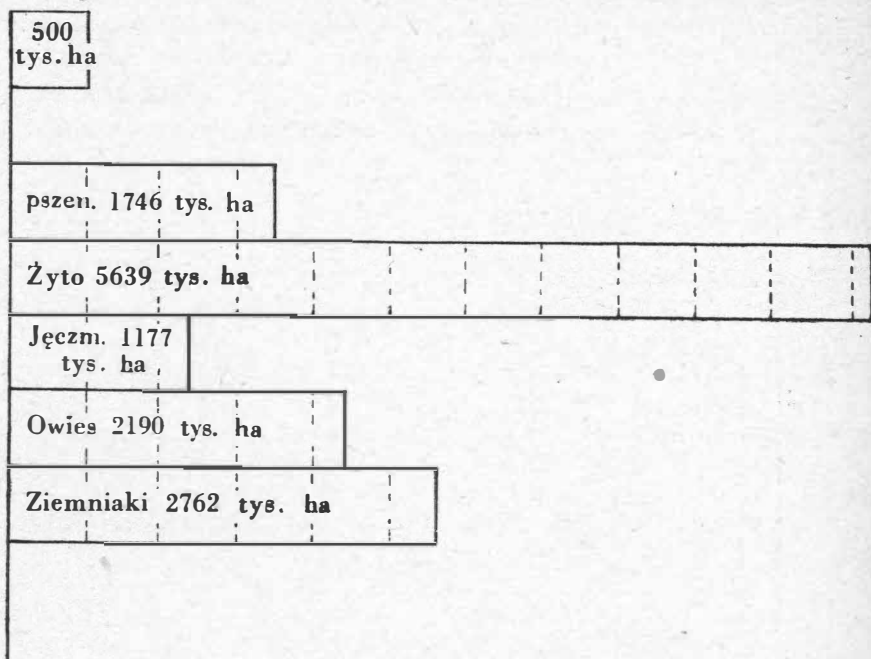 500
tys. ha
pszen. 1746 tys. ha
Żyto 5639 tys. ha
Jęczm. 1177
tys. ha
Owies 2190 tys. ha
Ziemniaki 2762 tys. ha